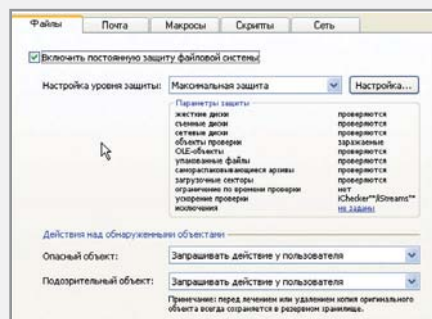 Файлы Почта Макросы Скрипты Сеть
Включить постоянную защиту файловой системы
Настройка уровня защиты: Максимальная защита Настройка...
Параметры защиты
жесткие диски проверяются
съемные диски проверяются
сетевые диски проверяются
объекты проверки заражаемые
OLE-объекты проверяются
упакованные файлы проверяются
самораспаковывающиеся архивы проверяются
загрузочные секторы проверяются
ограничение по времени проверки нет
ускорение проверки iChecker™/iStreams™
исключения не заданы
Действия над обнаруженными объектами
Опасный объект: Запрашивать действие у пользователя
Подозрительный объект: Запрашивать действие у пользователя
Примечание: перед лечением или удалением копия оригинального
объекта всегда сохраняется в резервном хранилище.